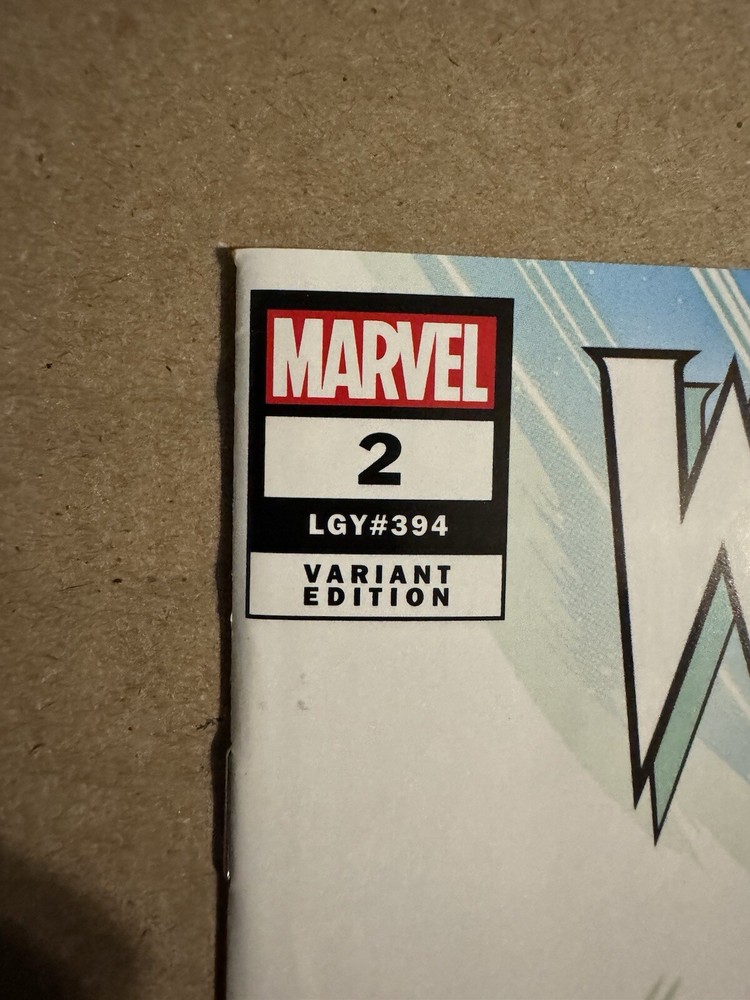 MARVEL
2
LGY#394
VARIANT
EDITION
W